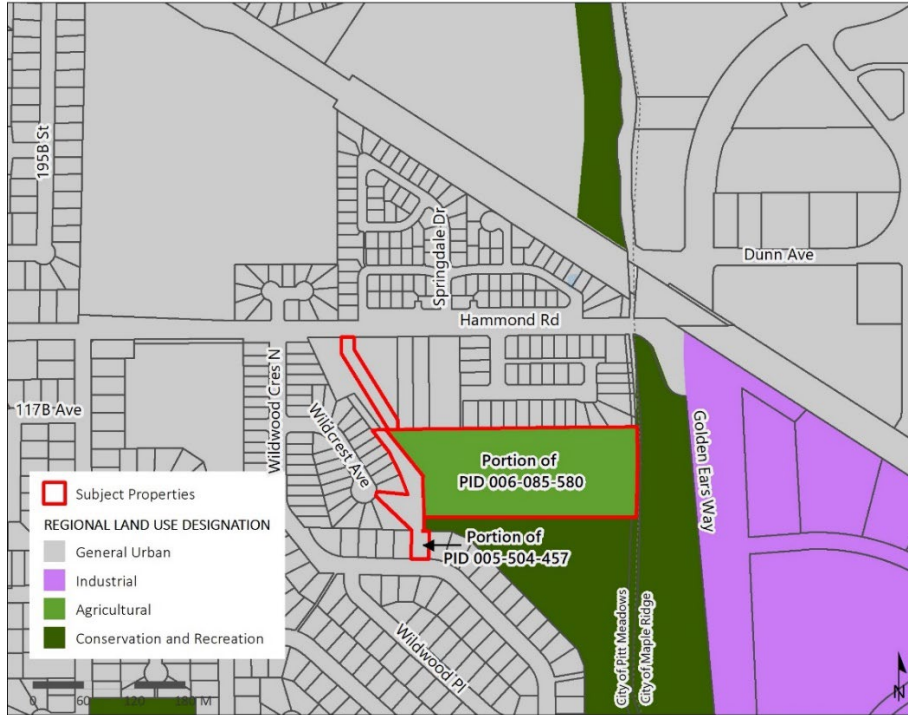 195B St
Springdale Dr
Dunn Ave
Hammond Rd
117B Ave
Wildwood Cres N
Wildcrest Ave
Golden Ears Way
Portion of
PID 006-085-580
Portion of
PID 005-504-457
Wildwood Pl
City of Pitt Meadows
City of Maple Ridge
Subject Properties
REGIONAL LAND USE DESIGNATION
General Urban
Industrial
Agricultural
Conservation and Recreation
0 60 120 180 M
N